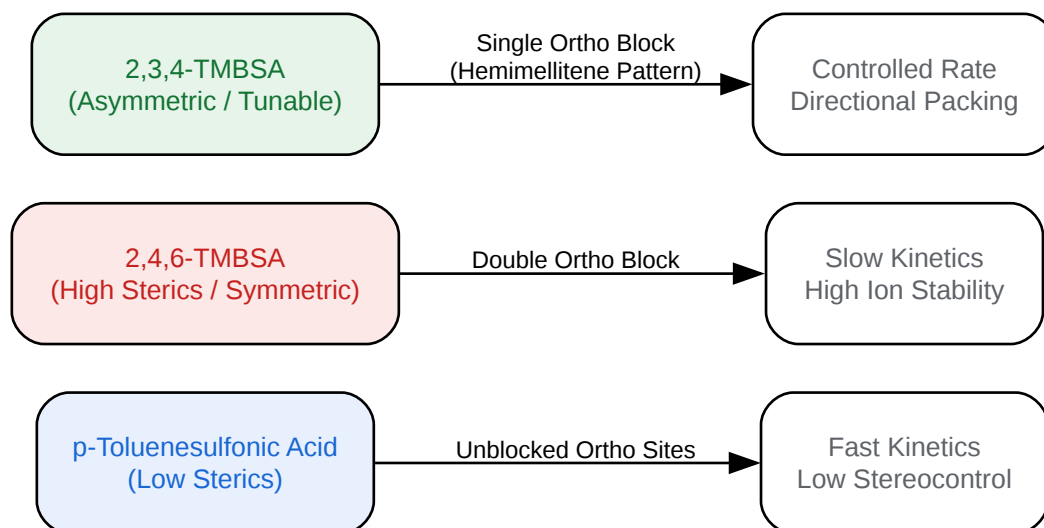 2,3,4-TMBSA
(Asymmetric / Tunable)
Single Ortho Block
(Hemimellitene Pattern)
Controlled Rate
Directional Packing
2,4,6-TMBSA
(High Sterics / Symmetric)
Double Ortho Block
Slow Kinetics
High Ion Stability
p-Toluenesulfonic Acid
(Low Sterics)
Unblocked Ortho Sites
Fast Kinetics
Low Stereocontrol